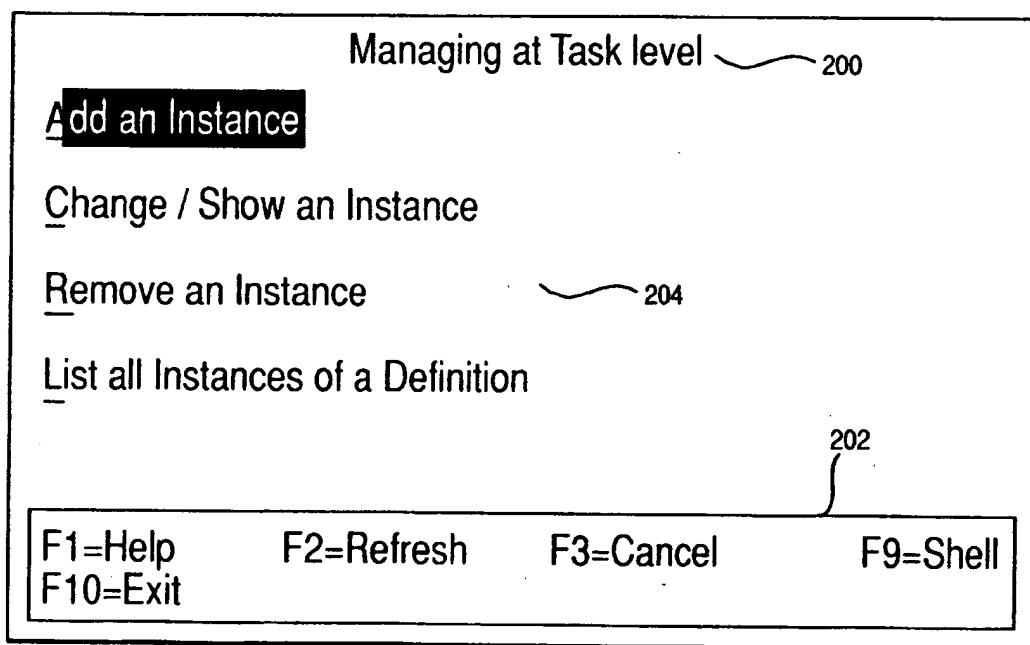 Managing at Task level 200
Add an Instance
Change / Show an Instance
Remove an Instance 204
List all Instances of a Definition
202
F1=Help F2=Refresh F3=Cancel F9=Shell
F10=Exit